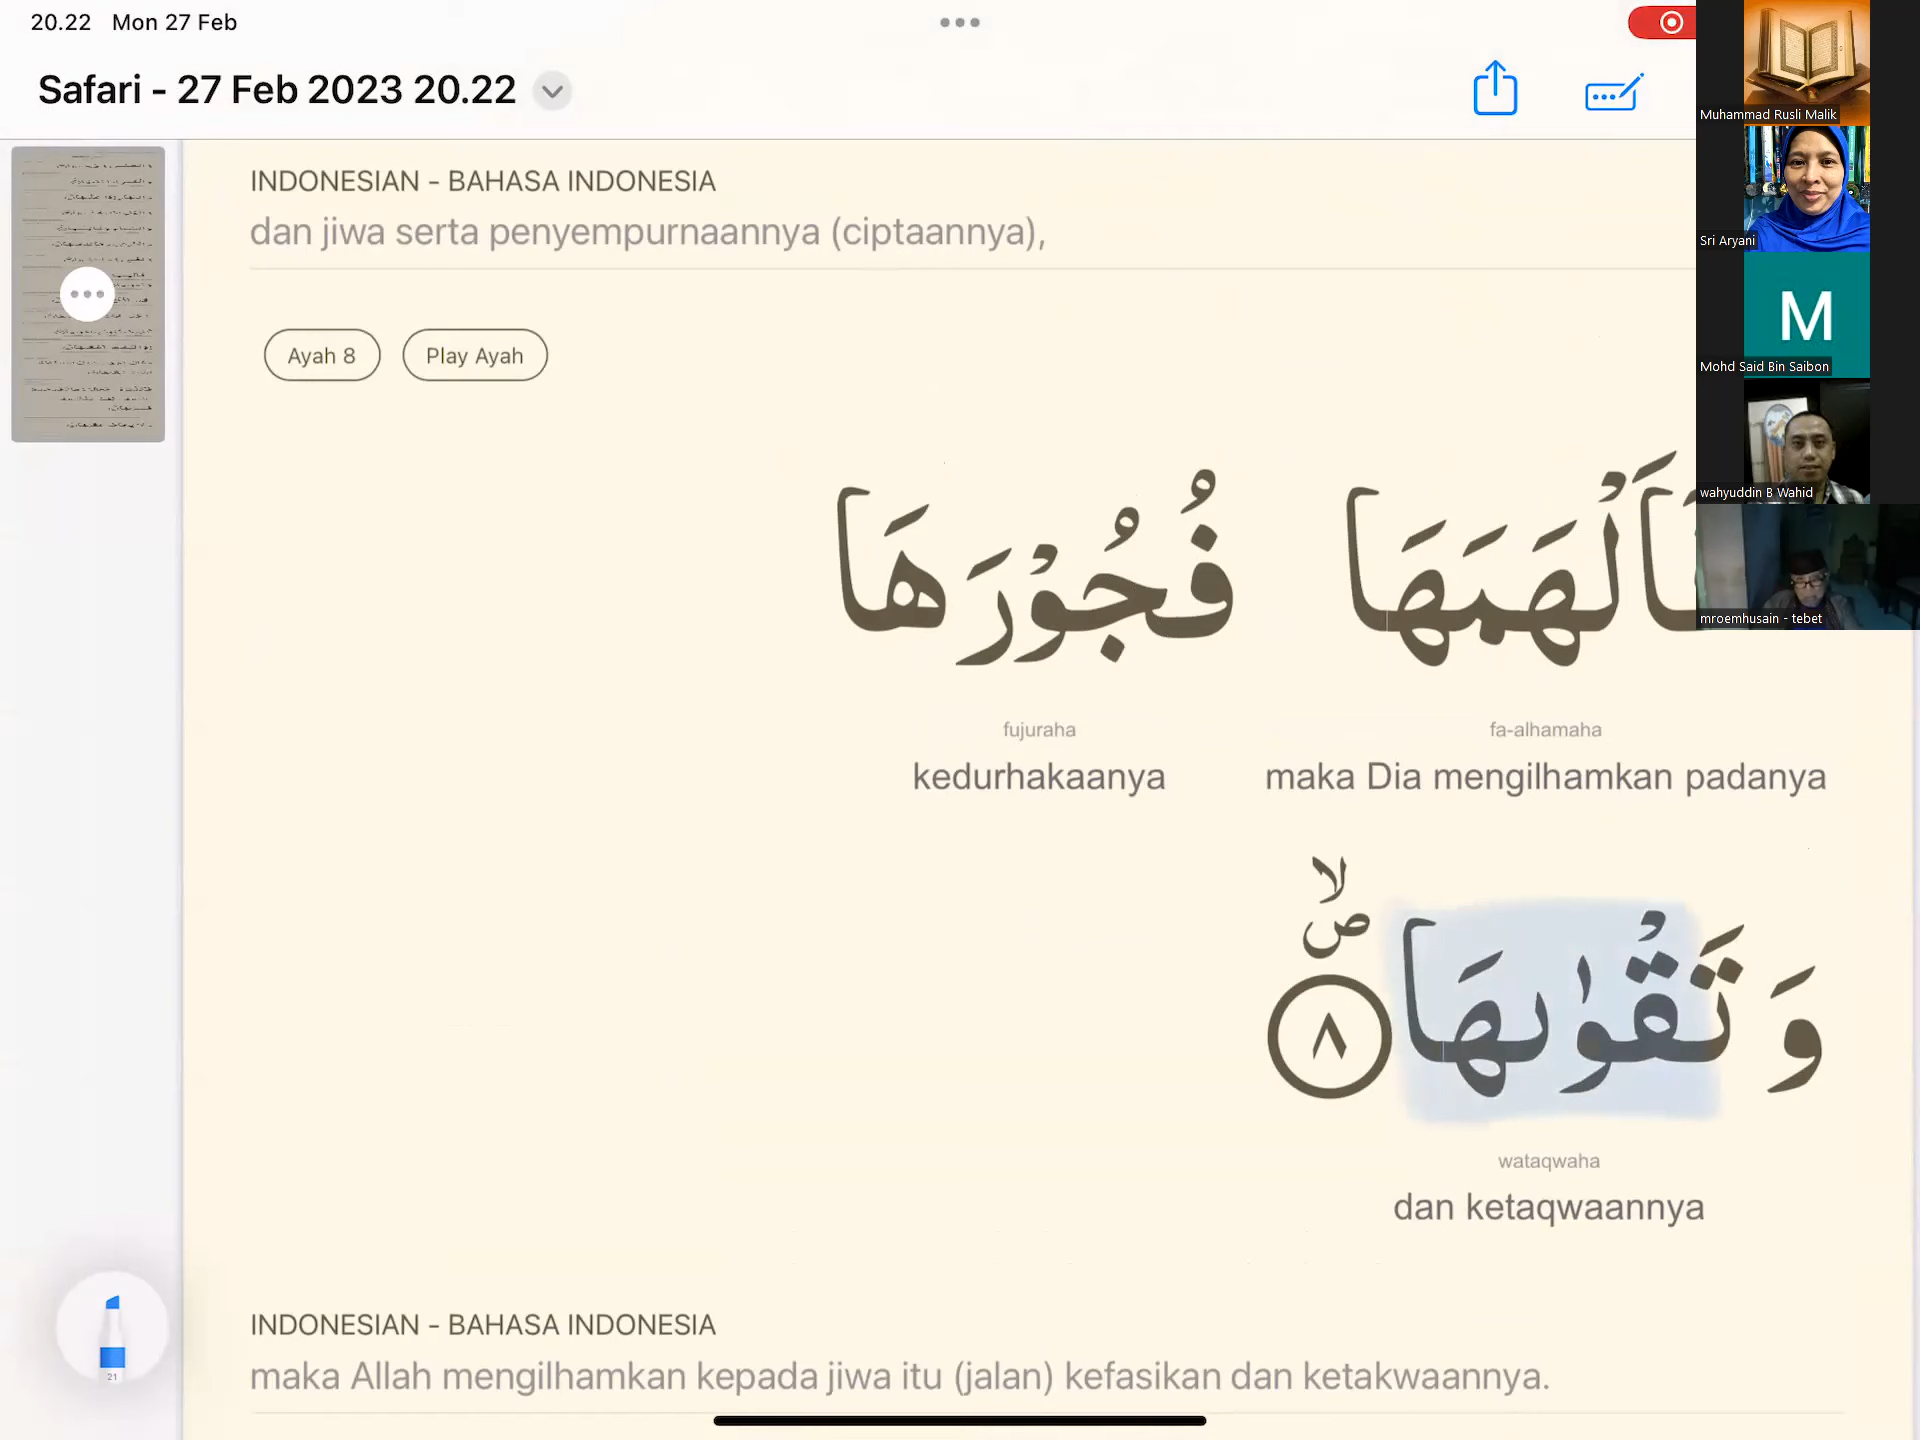 20.22 Mon 27 Feb
Safari - 27 Feb 2023 20.22
INDONESIAN - BAHASA INDONESIA
dan jiwa serta penyempurnaannya (ciptaannya),
Ayah 8
Play Ayah
فَأَلْهَمَهَا فُجُوْرَهَا
fa-alhamaha
fujuraha
maka Dia mengilhamkan padanya
kedurhakaanya
وَتَقْوٰىهَا ۙۖ ٨
wataqwaha
dan ketaqwaannya
INDONESIAN - BAHASA INDONESIA
maka Allah mengilhamkan kepada jiwa itu (jalan) kefasikan dan ketakwaannya.
21
Muhammad Rusli Malik
Sri Aryani
M
Mohd Said Bin Saibon
wahyuddin B Wahid
mroemhusain - tebet